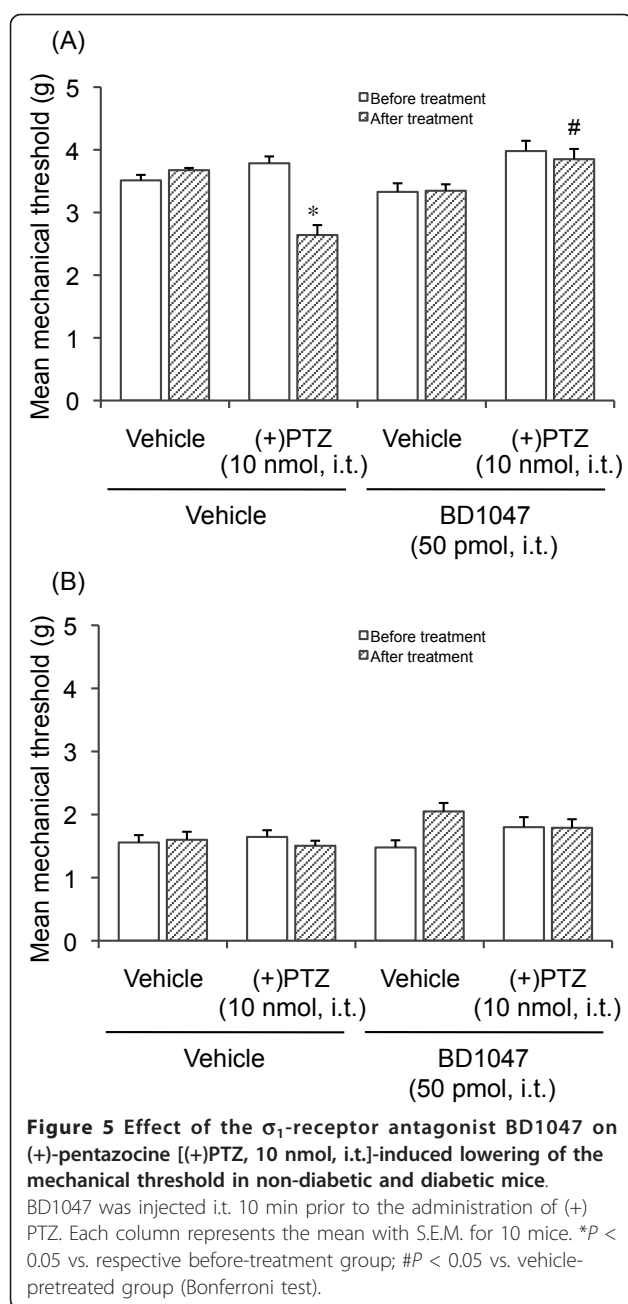 (A)
Mean mechanical threshold (g)
5
4
3
2
1
0
Before treatment
After treatment
*
#
Vehicle
(+)PTZ
(10 nmol, i.t.)
Vehicle
(+)PTZ
(10 nmol, i.t.)
Vehicle
BD1047
(50 pmol, i.t.)
(B)
Mean mechanical threshold (g)
5
4
3
2
1
0
Before treatment
After treatment
Vehicle
(+)PTZ
(10 nmol, i.t.)
Vehicle
(+)PTZ
(10 nmol, i.t.)
Vehicle
BD1047
(50 pmol, i.t.)
Figure 5 Effect of the σ₁-receptor antagonist BD1047 on
(+)-pentazocine [(+)PTZ, 10 nmol, i.t.]-induced lowering of the
mechanical threshold in non-diabetic and diabetic mice.
BD1047 was injected i.t. 10 min prior to the administration of (+)
PTZ. Each column represents the mean with S.E.M. for 10 mice. *P <
0.05 vs. respective before-treatment group; #P < 0.05 vs. vehicle-
pretreated group (Bonferroni test).